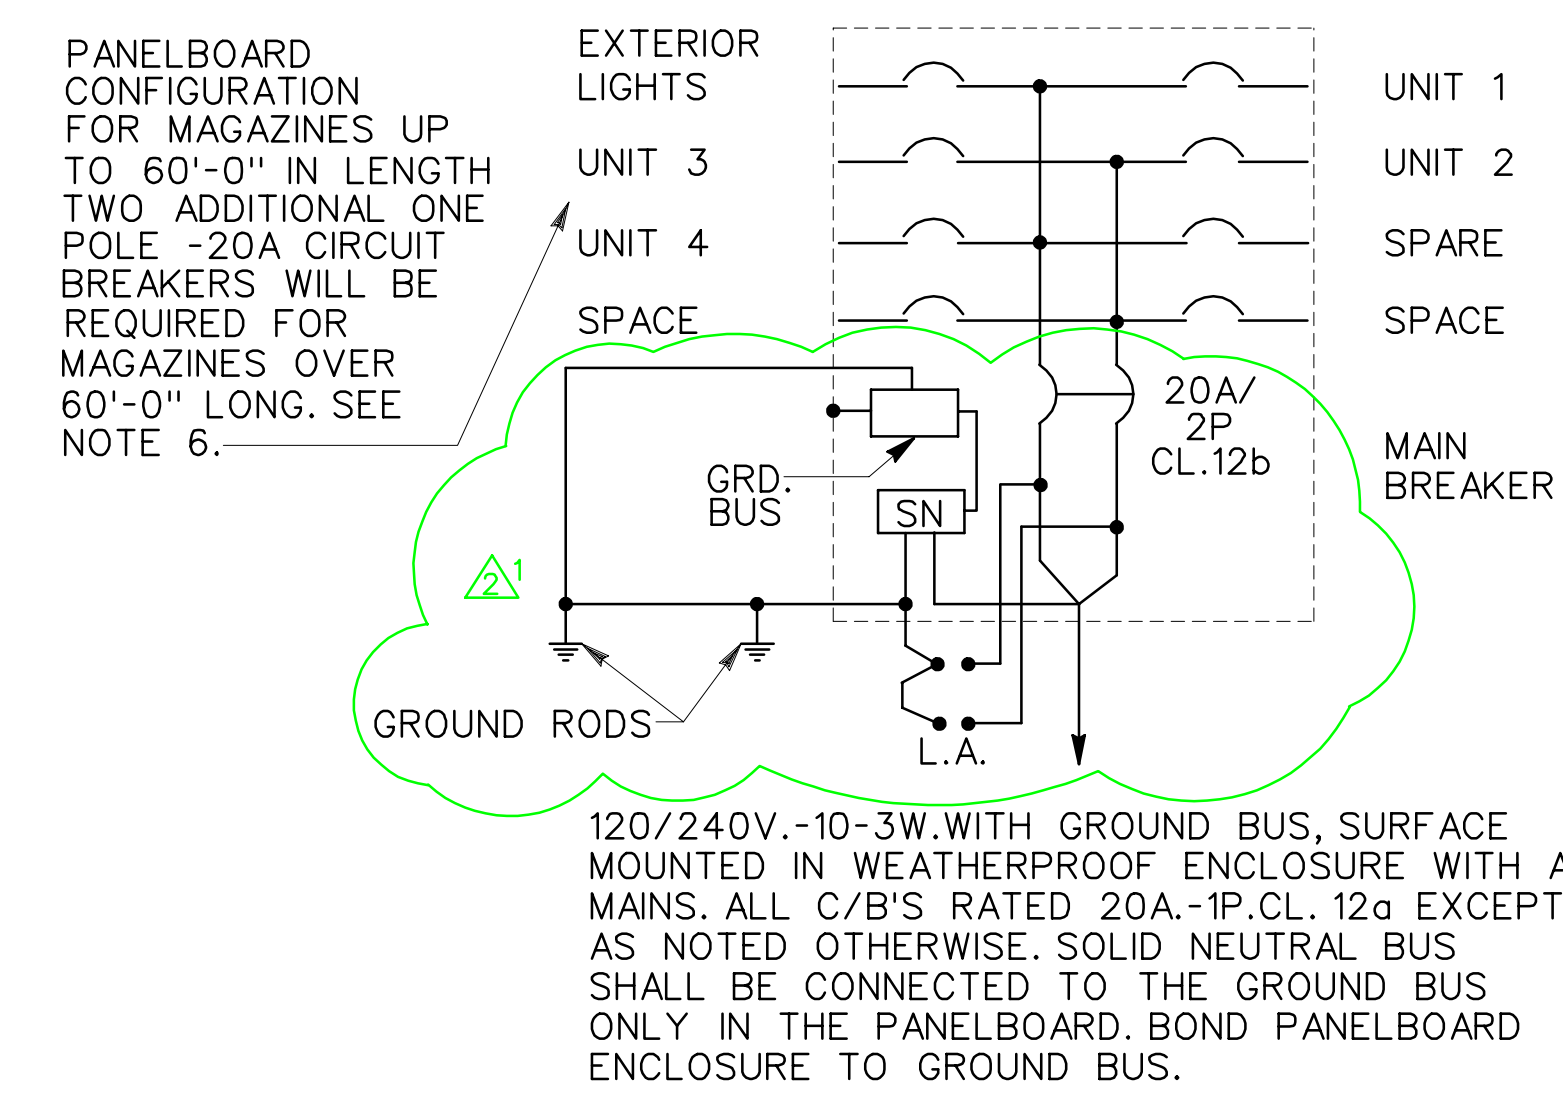 PANELBOARD
CONFIGURATION
FOR MAGAZINES UP
TO 60'-0" IN LENGTH
TWO ADDITIONAL ONE
POLE -20A CIRCUIT
BREAKERS WILL BE
REQUIRED FOR
MAGAZINES OVER
60'-0" LONG. SEE
NOTE 6.
EXTERIOR
LIGHTS
UNIT 3
UNIT 4
SPACE
UNIT 1
UNIT 2
SPARE
SPACE
20A/
2P
CL.12b
MAIN
BREAKER
GRD.
BUS
SN
2 1
GROUND RODS
L.A.
120/240V.-10-3W.WITH GROUND BUS, SURFACE
MOUNTED IN WEATHERPROOF ENCLOSURE WITH A
MAINS. ALL C/B'S RATED 20A.-1P.CL. 12a EXCEPT
AS NOTED OTHERWISE. SOLID NEUTRAL BUS
SHALL BE CONNECTED TO THE GROUND BUS
ONLY IN THE PANELBOARD. BOND PANELBOARD
ENCLOSURE TO GROUND BUS.